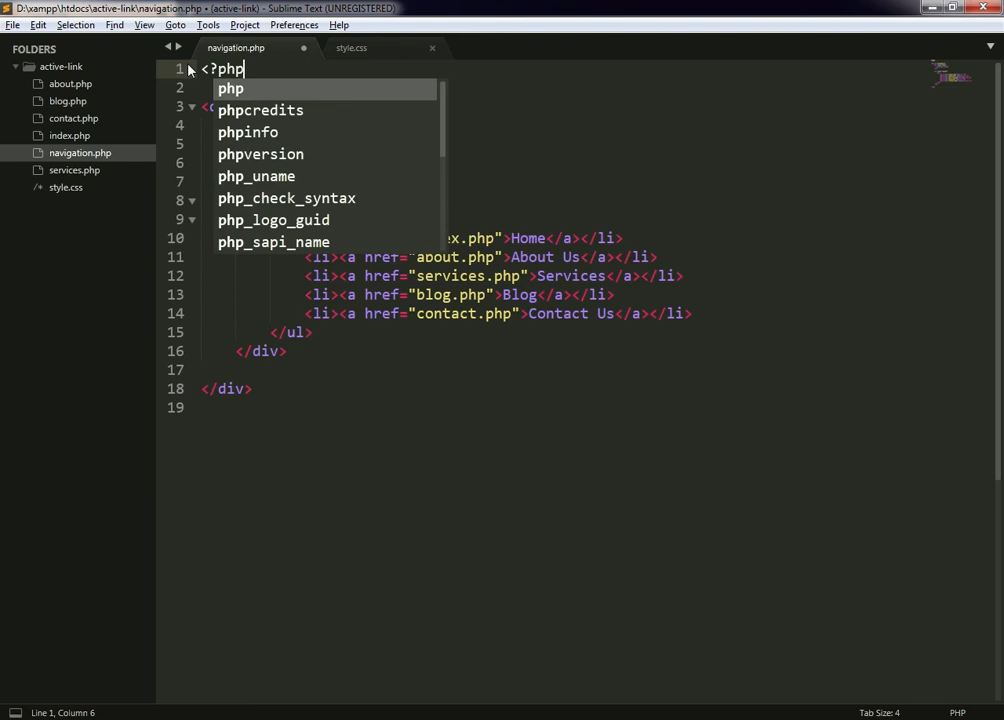 D:\xampp\htdocs\active-link\navigation.php • (active-link) - Sublime Text (UNREGISTERED)
File Edit Selection Find View Goto Tools Project Preferences Help
FOLDERS
active-link
about.php
blog.php
contact.php
index.php
navigation.php
services.php
/* style.css
navigation.php style.css
1 <?php
2
3 <
4
5
6
7
8
9
10 ex.php">Home</a></li>
11 <li><a href="about.php">About Us</a></li>
12 <li><a href="services.php">Services</a></li>
13 <li><a href="blog.php">Blog</a></li>
14 <li><a href="contact.php">Contact Us</a></li>
15 </ul>
16 </div>
17
18 </div>
19
php
phpcredits
phpinfo
phpversion
php_uname
php_check_syntax
php_logo_guid
php_sapi_name
Line 1, Column 6 Tab Size: 4 PHP